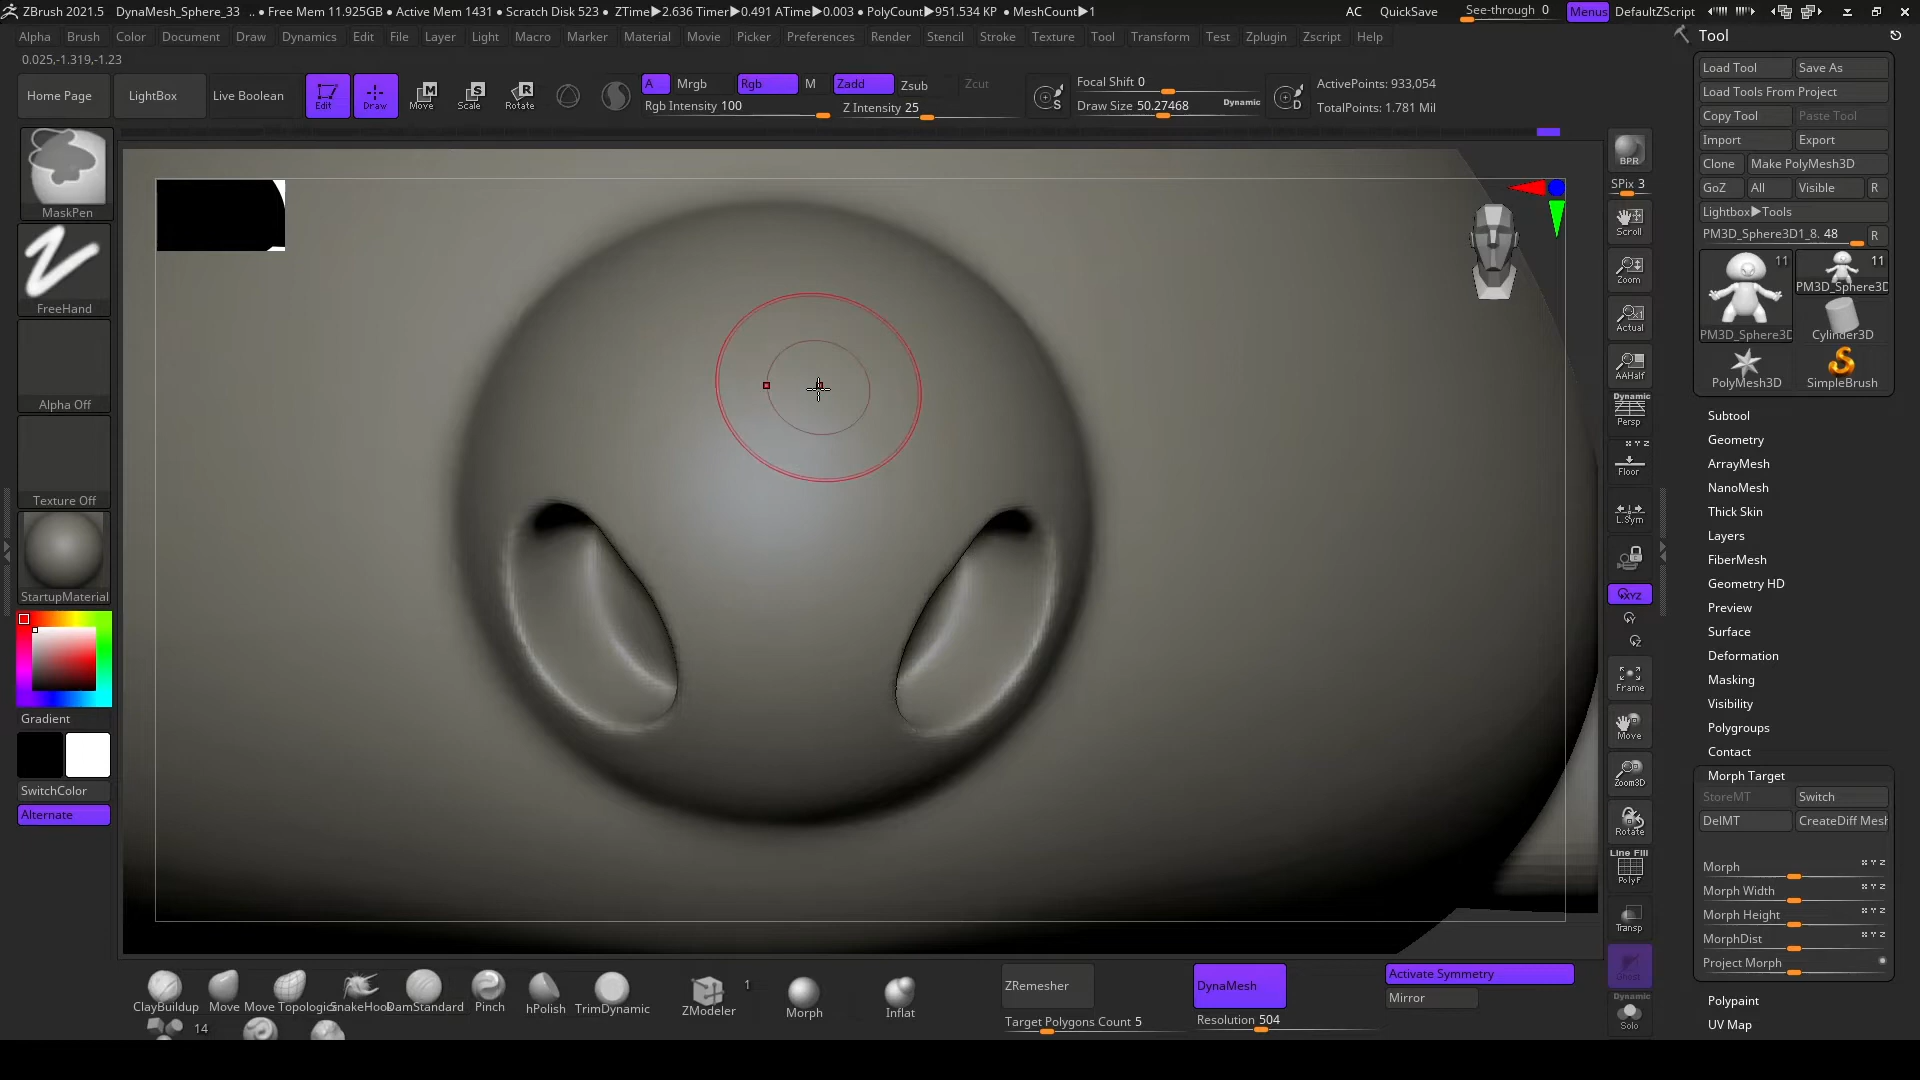 ZBrush 2021.5 DynaMesh_Sphere_33 .. ● Free Mem 11.925GB ● Active Mem 1431 ● Scratch Disk 523 ● ZTime▶2.636 Timer▶0.491 ATime▶0.003 ● PolyCount▶951.534 KP ● MeshCount▶1 AC QuickSave See-through 0 Menus DefaultZScript
Alpha Brush Color Document Draw Dynamics Edit File Layer Light Macro Marker Material Movie Picker Preferences Render Stencil Stroke Texture Tool Transform Test Zplugin Zscript Help
0.025,-1.319,-1.23
Home Page LightBox Live Boolean Edit Draw Move Scale Rotate
A Mrgb Rgb M Zadd Zsub Zcut
Rgb Intensity 100 Z Intensity 25
S Focal Shift 0
Draw Size 50.27468 Dynamic D
ActivePoints: 933,054
TotalPoints: 1.781 Mil
MaskPen
FreeHand
Alpha Off
Texture Off
StartupMaterial
Gradient
SwitchColor
Alternate
BPR
SPix 3
Scroll
Zoom
Actual
AAHalf
Dynamic
Persp
X Y Z
Floor
L.Sym
XYZ
Y
Z
Frame
Move
Zoom3D
Rotate
Line Fill
PolyF
Transp
Ghost
Dynamic
Solo
Tool
Load Tool Save As
Load Tools From Project
Copy Tool Paste Tool
Import Export
Clone Make PolyMesh3D
GoZ All Visible R
Lightbox▶Tools
PM3D_Sphere3D1_8. 48 R
11 11
PM3D_Sphere3D
PM3D_Sphere3D Cylinder3D
PolyMesh3D SimpleBrush
Subtool
Geometry
ArrayMesh
NanoMesh
Thick Skin
Layers
FiberMesh
Geometry HD
Preview
Surface
Deformation
Masking
Visibility
Polygroups
Contact
Morph Target
StoreMT Switch
DelMT CreateDiff Mesh
Morph X Y Z
Morph Width X Y Z
Morph Height X Y Z
MorphDist X Y Z
Project Morph
Polypaint
UV Map
ClayBuildup Move Move Topologic SnakeHook DamStandard Pinch hPolish TrimDynamic ZModeler 1 Morph Inflat
14
ZRemesher
Target Polygons Count 5
DynaMesh
Resolution 504
Activate Symmetry
Mirror